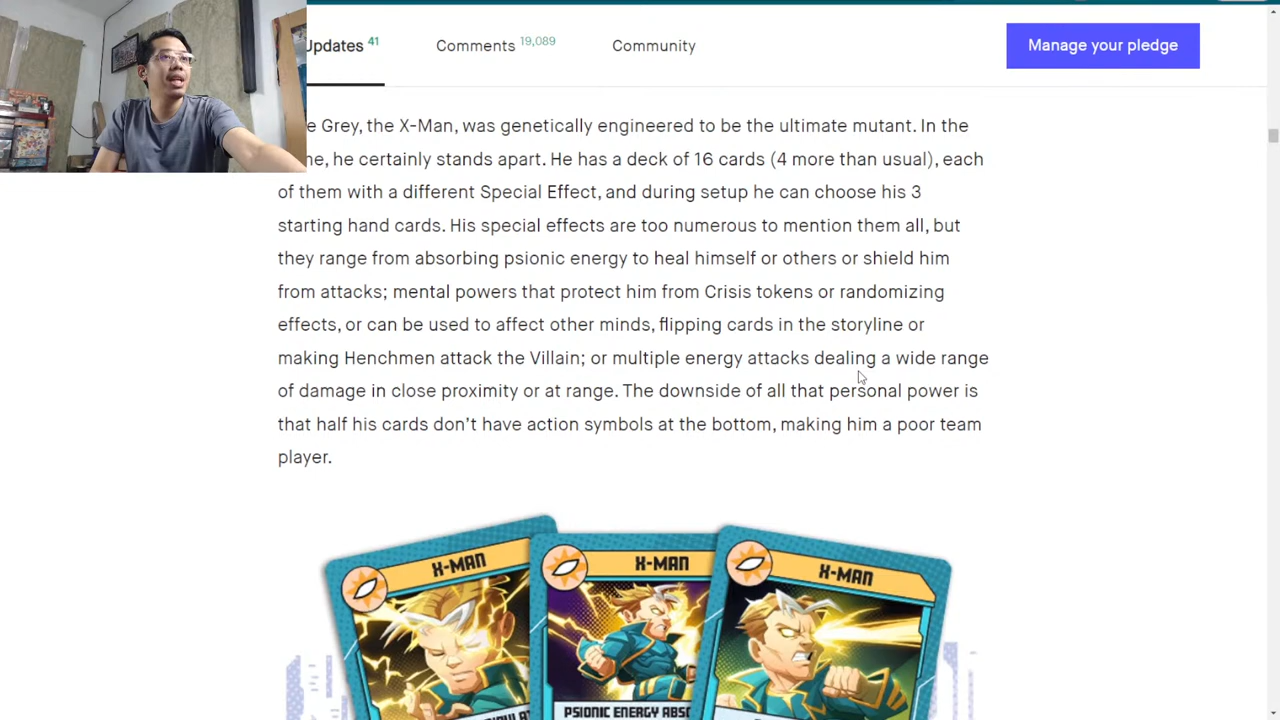 Updates 41
Comments 19,089
Community
Manage your pledge
Grey, the X-Man, was genetically engineered to be the ultimate mutant. In the
he certainly stands apart. He has a deck of 16 cards (4 more than usual), each
of them with a different Special Effect, and during setup he can choose his 3
starting hand cards. His special effects are too numerous to mention them all, but
they range from absorbing psionic energy to heal himself or others or shield him
from attacks; mental powers that protect him from Crisis tokens or randomizing
effects, or can be used to affect other minds, flipping cards in the storyline or
making Henchmen attack the Villain; or multiple energy attacks dealing a wide range
of damage in close proximity or at range. The downside of all that personal power is
that half his cards don’t have action symbols at the bottom, making him a poor team
player.
X-MAN
X-MAN
X-MAN
PSIONIC ENERGY